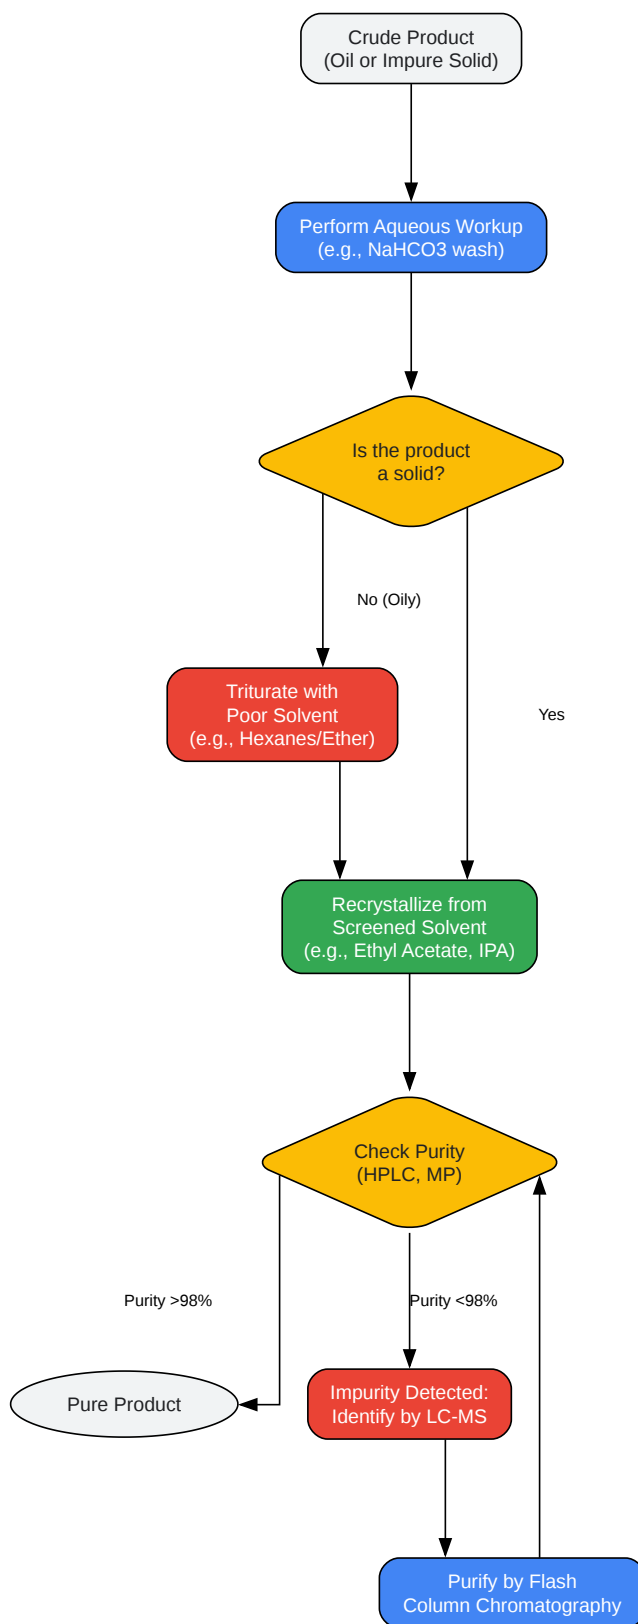 Crude Product
(Oil or Impure Solid)
Perform Aqueous Workup
(e.g., NaHCO3 wash)
Is the product
a solid?
No (Oily)
Triturate with
Poor Solvent
(e.g., Hexanes/Ether)
Yes
Recrystallize from
Screened Solvent
(e.g., Ethyl Acetate, IPA)
Check Purity
(HPLC, MP)
Purity >98%
Purity <98%
Pure Product
Impurity Detected:
Identify by LC-MS
Purify by Flash
Column Chromatography